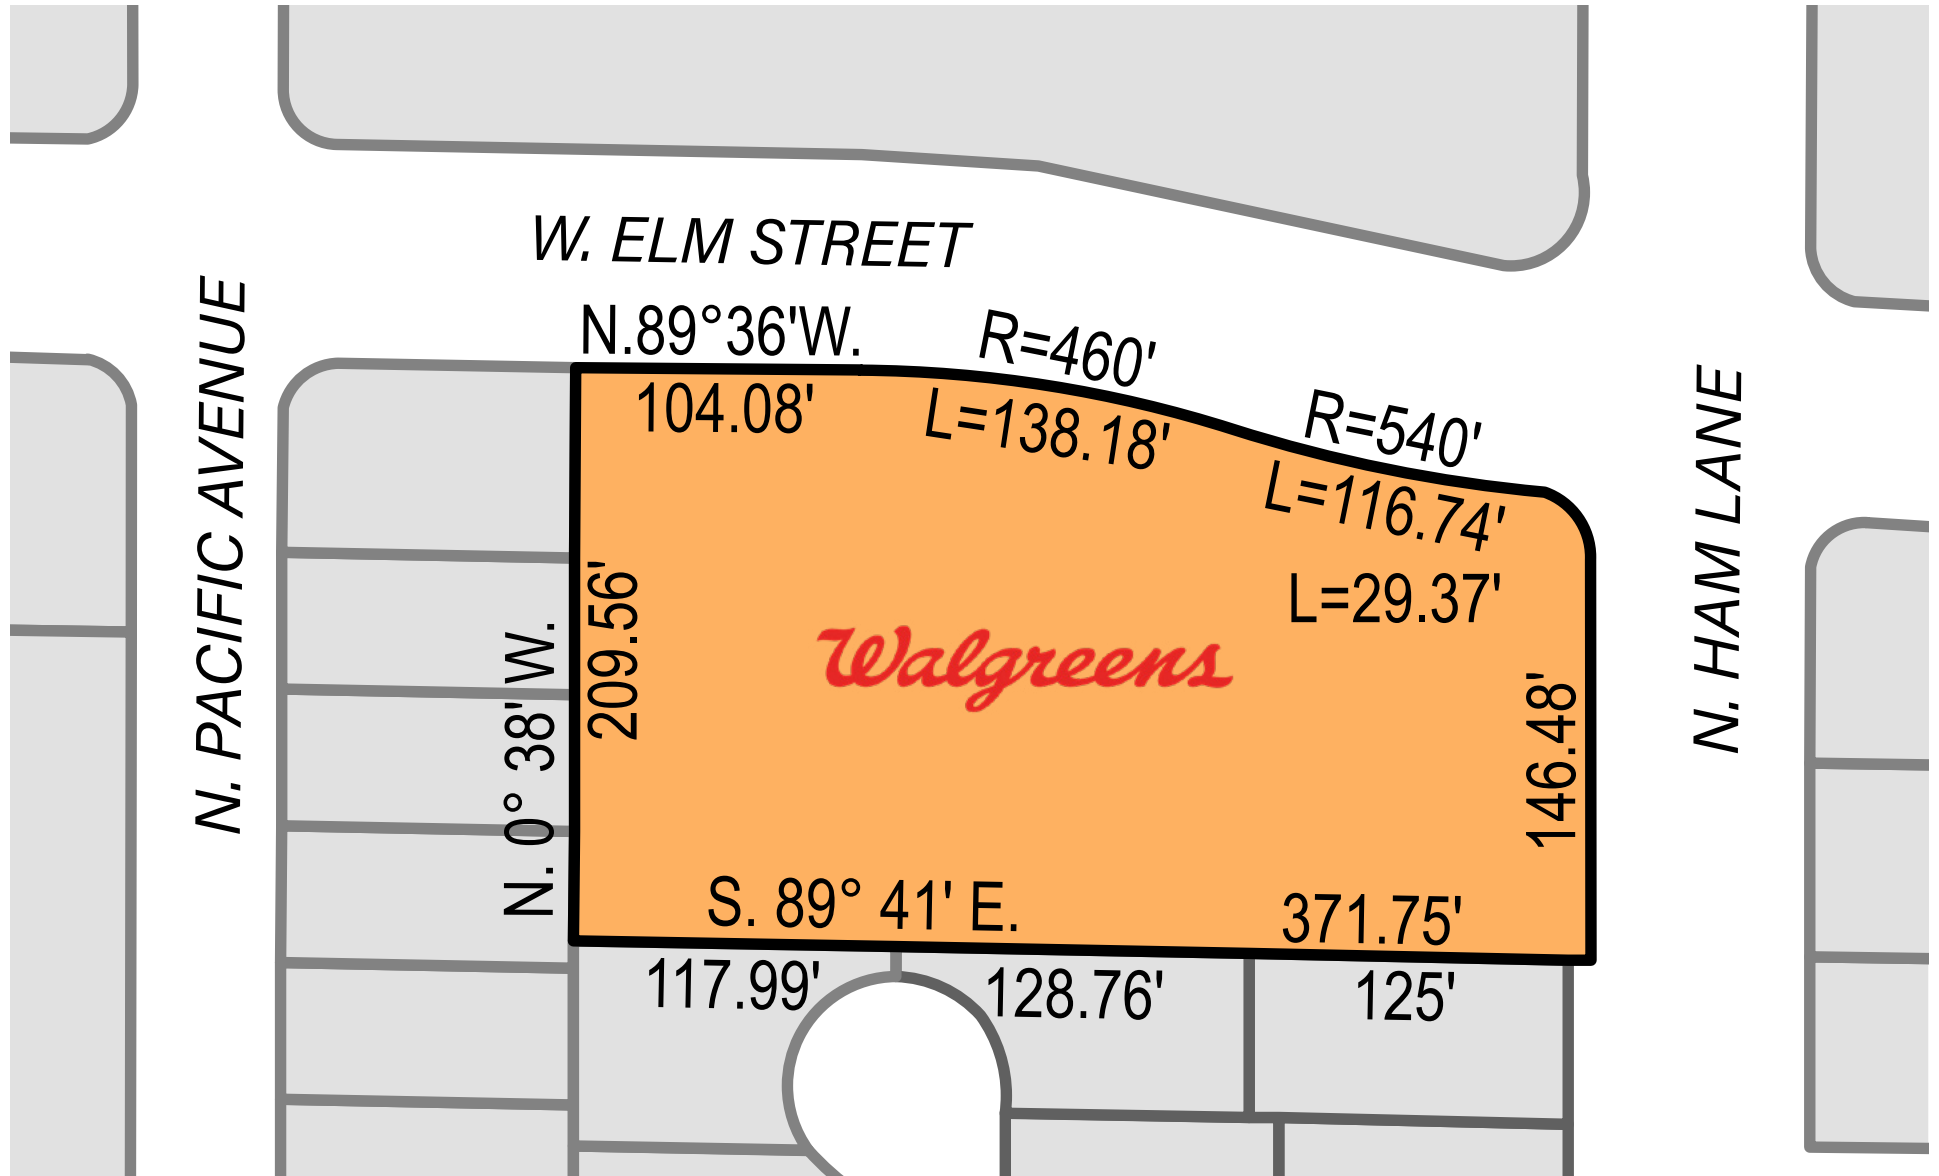 W. ELM STREET
N. PACIFIC AVENUE
N.89°36'W.
104.08'
R=460'
L=138.18'
R=540'
L=116.74'
L=29.37'
N. HAM LANE
N. 0° 38' W.
209.56'
Walgreens
146.48'
S. 89° 41' E.
371.75'
117.99'
128.76'
125'